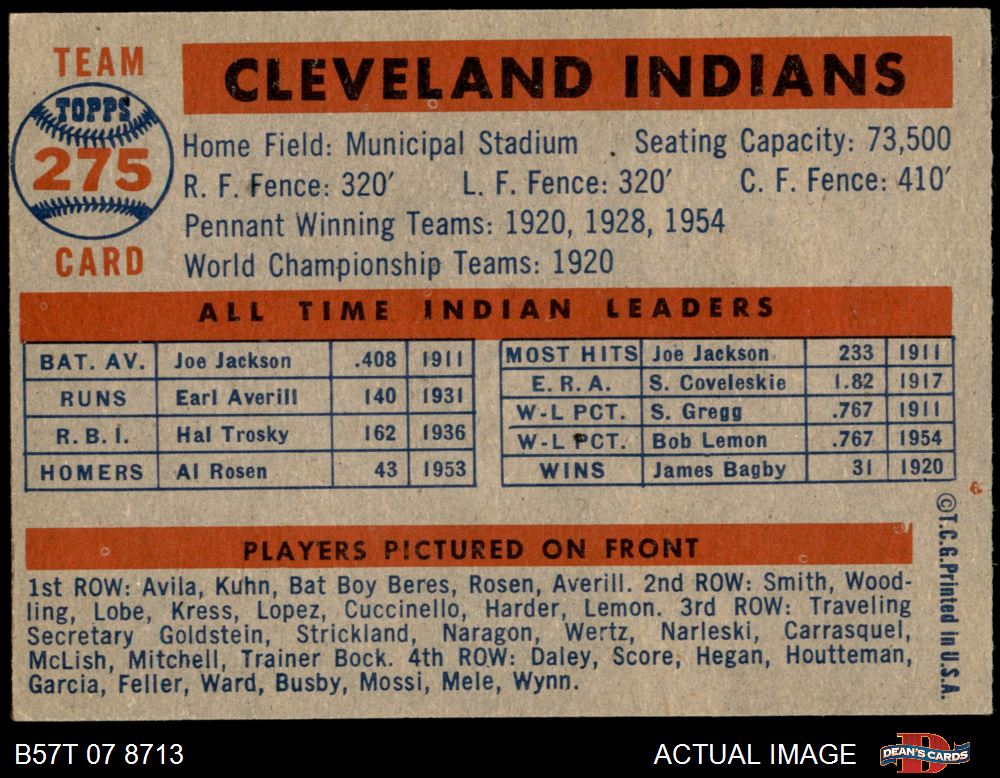 TEAM
TOPPS
275
CARD
CLEVELAND INDIANS
Home Field: Municipal Stadium Seating Capacity: 73,500
R. F. Fence: 320′ L. F. Fence: 320′ C. F. Fence: 410′
Pennant Winning Teams: 1920, 1928, 1954
World Championship Teams: 1920
ALL TIME INDIAN LEADERS
BAT. AV. Joe Jackson .408 1911
RUNS Earl Averill 140 1931
R.B.I. Hal Trosky 162 1936
HOMERS Al Rosen 43 1953
MOST HITS Joe Jackson 233 1911
E.R.A. S. Coveleskie 1.82 1917
W-L PCT. S. Gregg .767 1911
W-L PCT. Bob Lemon .767 1954
WINS James Bagby 31 1920
PLAYERS PICTURED ON FRONT
1st ROW: Avila, Kuhn, Bat Boy Beres, Rosen, Averill. 2nd ROW: Smith, Wood-
ling, Lobe, Kress, Lopez, Cuccinello, Harder, Lemon. 3rd ROW: Traveling
Secretary Goldstein, Strickland, Naragon, Wertz, Narleski, Carrasquel,
McLish, Mitchell, Trainer Bock. 4th ROW: Daley, Score, Hegan, Houtteman,
Garcia, Feller, Ward, Busby, Mossi, Mele, Wynn.
©T.C.G. Printed in U.S.A.
B57T 07 8713
ACTUAL IMAGE
DEAN'S CARDS